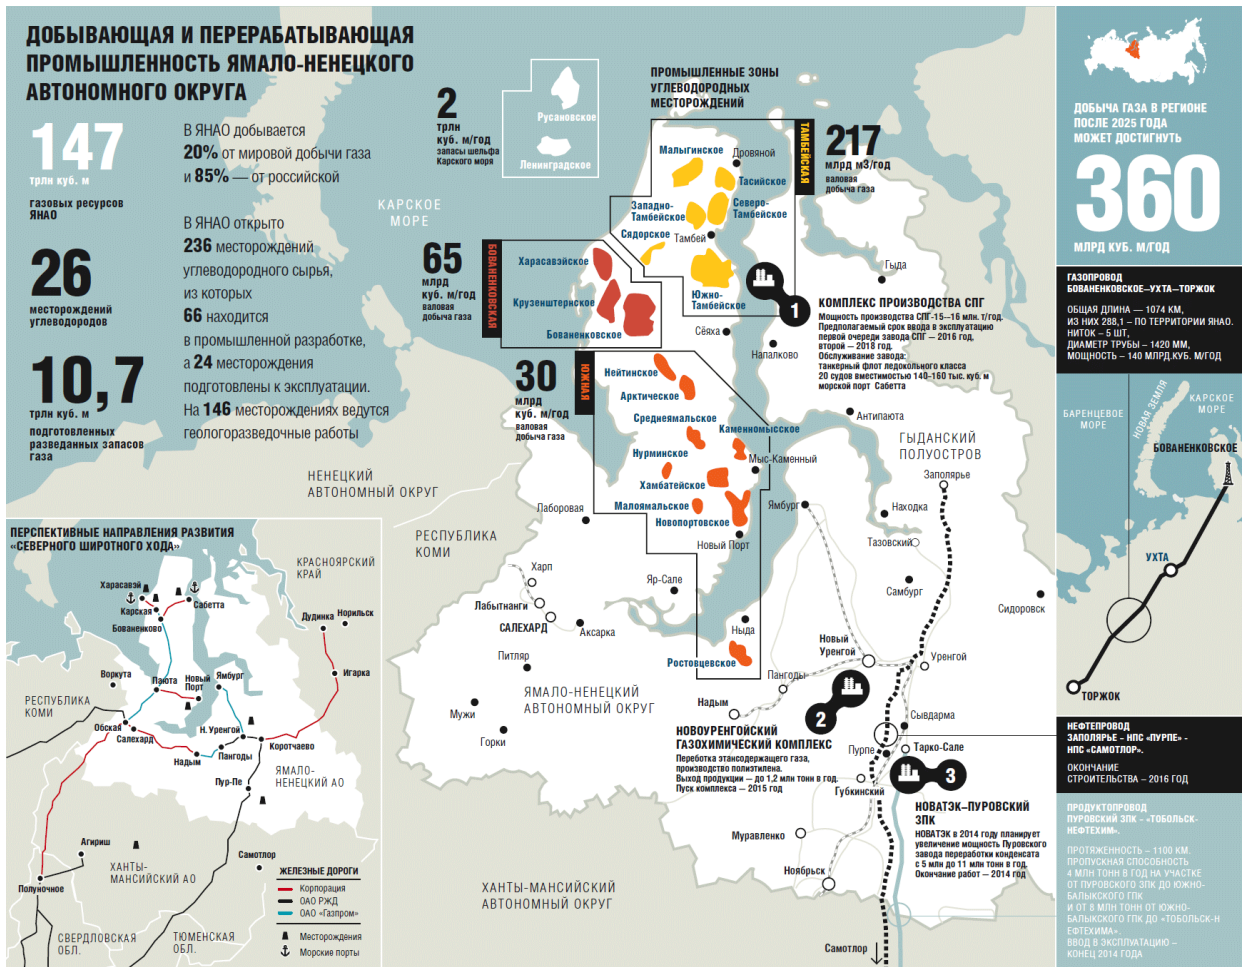 ДОБЫВАЮЩАЯ И ПЕРЕРАБАТЫВАЮЩАЯ
ПРОМЫШЛЕННОСТЬ ЯМАЛО-НЕНЕЦКОГО
АВТОНОМНОГО ОКРУГА
147
трлн куб. м
газовых ресурсов
ЯНАО
26
месторождений
углеводородов
10,7
трлн куб. м
подготовленных
разведанных запасов
газа
В ЯНАО добывается
20% от мировой добычи газа
и 85% — от российской
В ЯНАО открыто
236 месторождений
углеводородного сырья,
из которых
66 находится
в промышленной разработке,
а 24 месторождения
подготовлены к эксплуатации.
На 146 месторождениях ведутся
геологоразведочные работы
2
трлн
куб. м/год
запасы шельфа
Карского моря
Русановское
Ленинградское
КАРСКОЕ
МОРЕ
ПРОМЫШЛЕННЫЕ ЗОНЫ
УГЛЕВОДОРОДНЫХ
МЕСТОРОЖДЕНИЙ
ТАМБЕЙСКАЯ
217
млрд м3/год
валовая
добыча газа
Малыгинское
Дровяной
Тасийское
Западно-
Тамбейское
Северо-
Тамбейское
Сядорское
Тамбей
Южно-
Тамбейское
65
млрд
куб. м/год
валовая
добыча газа
БОВАНЕНКОВСКАЯ
Харасавэйское
Крузенштернское
Бованенковское
30
млрд
куб. м/год
валовая
добыча газа
ЮЖНАЯ
Нейтинское
Арктическое
Среднеямальское
Каменномысское
Нурминское
Мыс-Каменный
Хамбатейское
Малоямальское
Новопортовское
Новый Порт
Ростовцевское
Сёяха
Напалково
Гыда
1
КОМПЛЕКС ПРОИЗВОДСТВА СПГ
Мощность производства СПГ-15—16 млн. т/год.
Предполагаемый срок ввода в эксплуатацию
первой очереди завода СПГ — 2016 год,
второй — 2018 год.
Обслуживание завода:
танкерный флот ледокольного класса
20 судов вместимостью 140-160 тыс. куб. м
морской порт Сабетта
Антипаюта
ГЫДАНСКИЙ
ПОЛУОСТРОВ
Заполярье
Ямбург
Находка
Тазовский
Самбург
Сидоровск
НЕНЕЦКИЙ
АВТОНОМНЫЙ ОКРУГ
РЕСПУБЛИКА
КОМИ
Лаборовая
Харп
Лабытнанги
САЛЕХАРД
Аксарка
Яр-Сале
Ныда
Питляр
Мужи
Горки
ЯМАЛО-НЕНЕЦКИЙ
АВТОНОМНЫЙ ОКРУГ
Новый
Уренгой
Уренгой
Пангоды
Надым
2
НОВОУРЕНГОЙСКИЙ
ГАЗОХИМИЧЕСКИЙ КОМПЛЕКС
Переботка этансодержащего газа,
производство полиэтилена.
Выход продукции — до 1,2 млн тонн в год.
Пуск комплекса — 2015 год
Сывдарма
Пурпе
Тарко-Сале
3
Губкинский
НОВАТЭК–ПУРОВСКИЙ
ЗПК
НОВАТЭК в 2014 году планирует
увеличение мощность Пуровского
завода переработки конденсата
с 5 млн до 11 млн тонн в год.
Окончание работ — 2014 год
Муравленко
Ноябрьск
ХАНТЫ-МАНСИЙСКИЙ
АВТОНОМНЫЙ ОКРУГ
Самотлор
ПЕРСПЕКТИВНЫЕ НАПРАВЛЕНИЯ РАЗВИТИЯ
«СЕВЕРНОГО ШИРОТНОГО ХОДА»
КРАСНОЯРСКИЙ
КРАЙ
Харасавэй
Карская
Сабетта
Бованенково
Дудинка
Норильск
Воркута
Паюта
Новый
Порт
Ямбург
Игарка
РЕСПУБЛИКА
КОМИ
Обская
Салехард
Н.Уренгой
Коротчаево
Надым
Пангоды
Пур-Пе
ЯМАЛО-
НЕНЕЦКИЙ АО
Агириш
Полуночное
ХАНТЫ-
МАНСИЙСКИЙ АО
Самотлор
СВЕРДЛОВСКАЯ
ОБЛ.
ТЮМЕНСКАЯ
ОБЛ.
ЖЕЛЕЗНЫЕ ДОРОГИ
Корпорация
ОАО РЖД
ОАО «Газпром»
Месторождения
Морские порты
ДОБЫЧА ГАЗА В РЕГИОНЕ
ПОСЛЕ 2025 ГОДА
МОЖЕТ ДОСТИГНУТЬ
360
МЛРД КУБ. М/ГОД
ГАЗОПРОВОД
БОВАНЕНКОВСКОЕ–УХТА–ТОРЖОК
ОБЩАЯ ДЛИНА — 1074 КМ,
ИЗ НИХ 288,1 – ПО ТЕРРИТОРИИ ЯНАО.
НИТОК – 5 ШТ,
ДИАМЕТР ТРУБЫ – 1420 ММ,
МОЩНОСТЬ – 140 МЛРД.КУБ. М/ГОД
БАРЕНЦЕВОЕ
МОРЕ
НОВАЯ ЗЕМЛЯ
КАРСКОЕ
МОРЕ
БОВАНЕНКОВСКОЕ
УХТА
ТОРЖОК
НЕФТЕПРОВОД
ЗАПОЛЯРЬЕ - НПС «ПУРПЕ» -
НПС «САМОТЛОР».
ОКОНЧАНИЕ
СТРОИТЕЛЬСТВА – 2016 ГОД
ПРОДУКТОПРОВОД
ПУРОВСКИЙ ЗПК - «ТОБОЛЬСК-
НЕФТЕХИМ».
ПРОТЯЖЕННОСТЬ – 1100 КМ.
ПРОПУСКНАЯ СПОСОБНОСТЬ
4 МЛН ТОНН В ГОД НА УЧАСТКЕ
ОТ ПУРОВСКОГО ЗПК ДО ЮЖНО-
БАЛЫКСКОГО ГПК
И ОТ 8 МЛН ТОНН ОТ ЮЖНО-
БАЛЫКСКОГО ГПК ДО «ТОБОЛЬСК-Н
ЕФТЕХИМА».
ВВОД В ЭКСПЛУАТАЦИЮ –
КОНЕЦ 2014 ГОДА